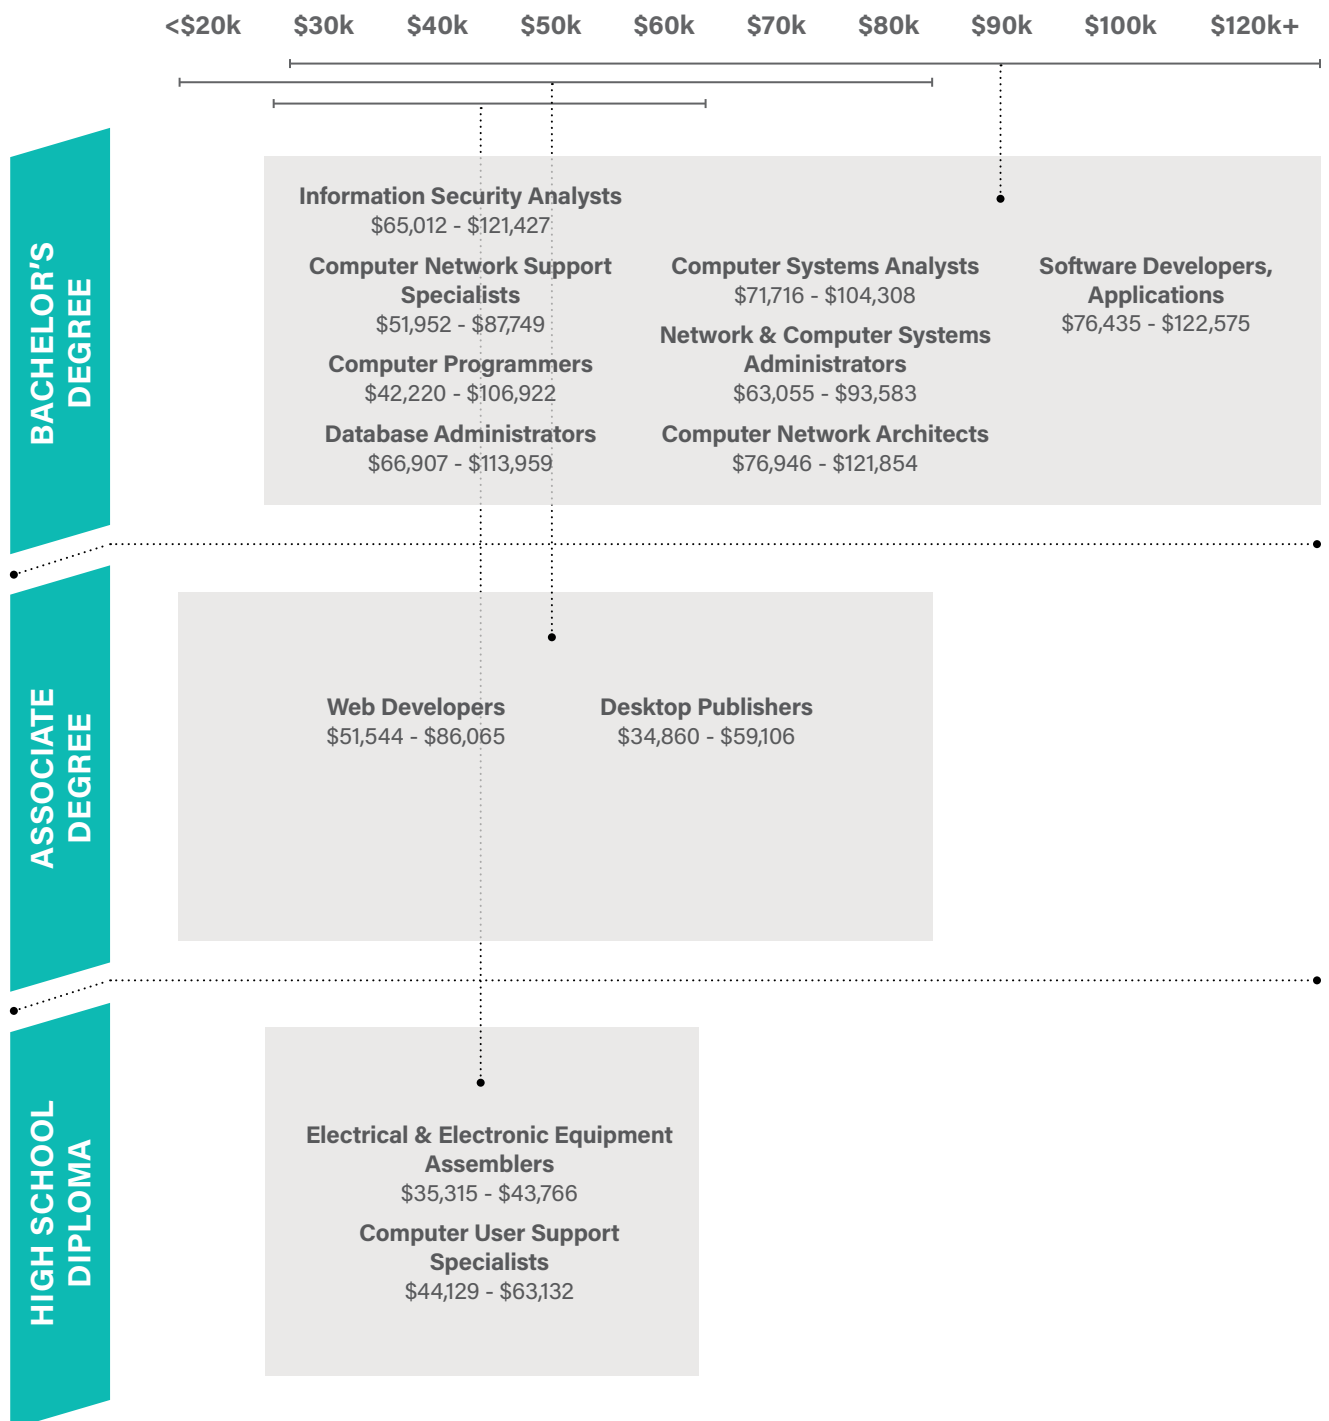 <$20k $30k $40k $50k $60k $70k $80k $90k $100k $120k+
BACHELOR'S
DEGREE
Information Security Analysts
$65,012 - $121,427
Computer Network Support
Specialists
$51,952 - $87,749
Computer Programmers
$42,220 - $106,922
Database Administrators
$66,907 - $113,959
Computer Systems Analysts
$71,716 - $104,308
Network & Computer Systems
Administrators
$63,055 - $93,583
Computer Network Architects
$76,946 - $121,854
Software Developers,
Applications
$76,435 - $122,575
ASSOCIATE
DEGREE
Web Developers
$51,544 - $86,065
Desktop Publishers
$34,860 - $59,106
HIGH SCHOOL
DIPLOMA
Electrical & Electronic Equipment
Assemblers
$35,315 - $43,766
Computer User Support
Specialists
$44,129 - $63,132